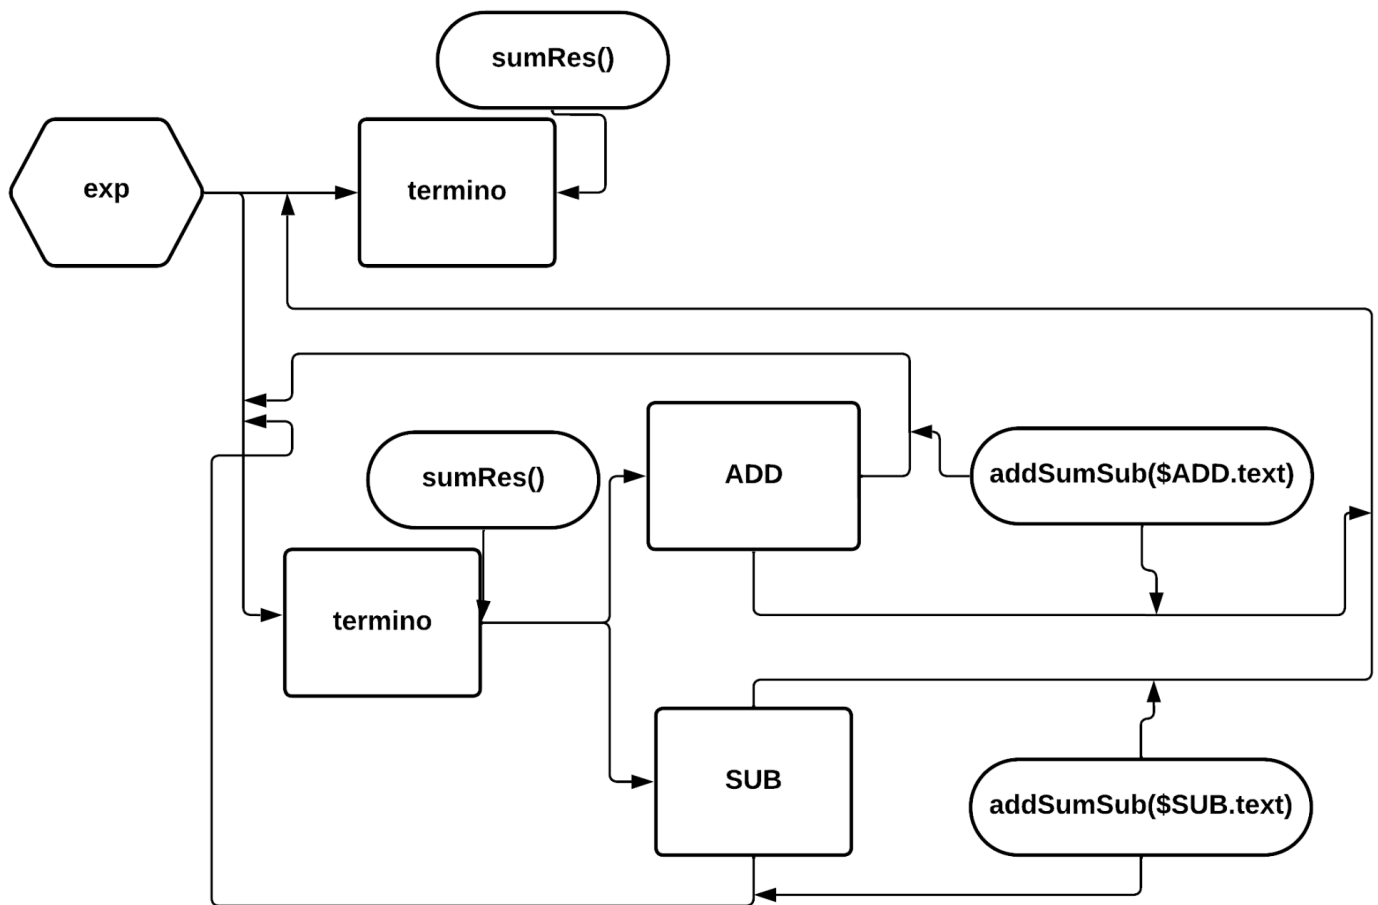 sumRes()
exp
termino
sumRes()
ADD
addSumSub($ADD.text)
termino
SUB
addSumSub($SUB.text)